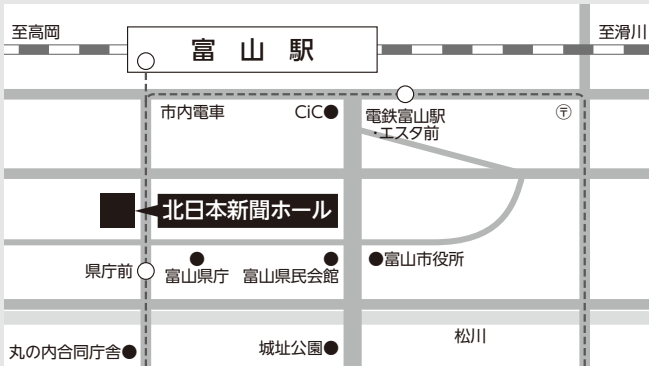 至高岡
富山駅
至滑川
市内電車
CiC
電鉄富山駅
・エスタ前
〒
北日本新聞ホール
県庁前
富山県庁
富山県民会館
富山市役所
丸の内合同庁舎
城址公園
松川